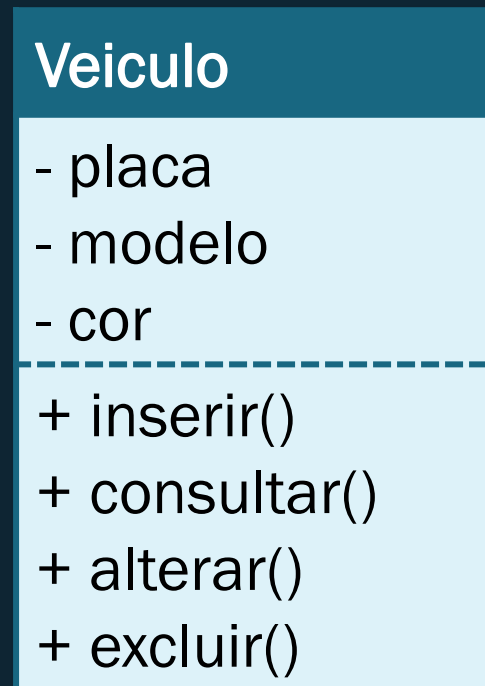 Veiculo
- placa
- modelo
- cor
+ inserir()
+ consultar()
+ alterar()
+ excluir()